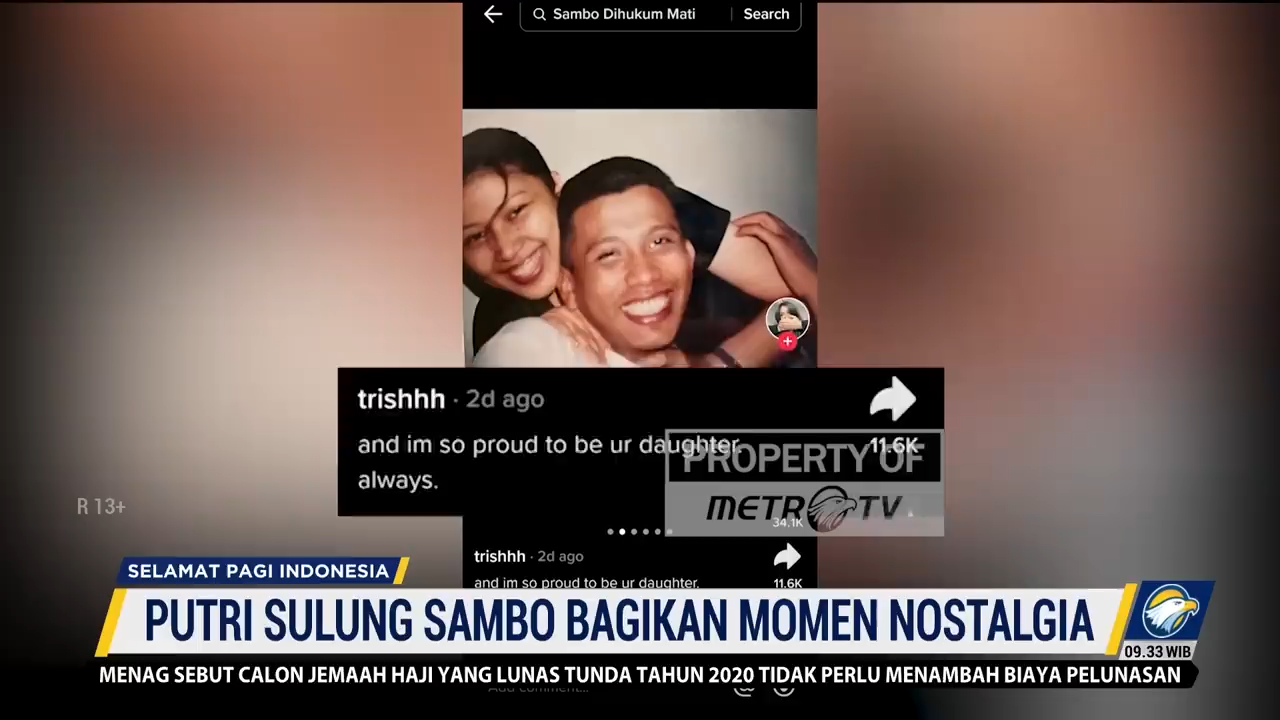 Sambo Dihukum Mati
Search
trishhh · 2d ago
and im so proud to be ur daughter.
always.
11.6K
PROPERTY OF
METRO TV
34.1K
R 13+
trishhh · 2d ago
and im so proud to be ur daughter.
11.6K
SELAMAT PAGI INDONESIA
PUTRI SULUNG SAMBO BAGIKAN MOMEN NOSTALGIA
09.33 WIB
MENAG SEBUT CALON JEMAAH HAJI YANG LUNAS TUNDA TAHUN 2020 TIDAK PERLU MENAMBAH BIAYA PELUNASAN
Add comment...